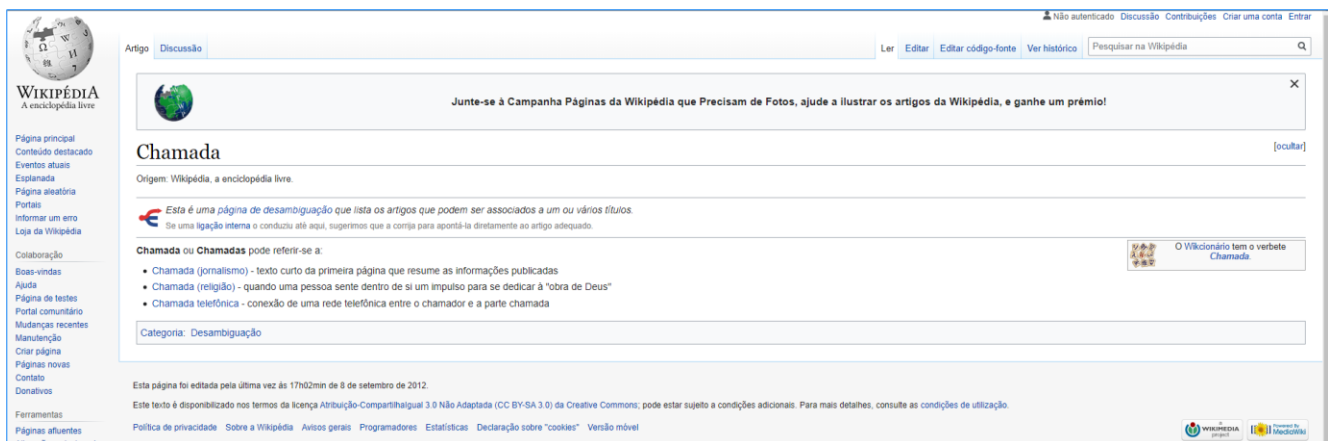 Não autenticado Discussão Contribuições Criar uma conta Entrar
Artigo Discussão
Ler Editar Editar código-fonte Ver histórico Pesquisar na Wikipédia
WIKIPÉDIA
A enciclopédia livre
Junte-se à Campanha Páginas da Wikipédia que Precisam de Fotos, ajude a ilustrar os artigos da Wikipédia, e ganhe um prêmio!
Página principal
Conteúdo destacado
Eventos atuais
Esplanada
Página aleatória
Portais
Informar um erro
Loja da Wikipédia
Colaboração
Boas-vindas
Ajuda
Página de testes
Portal comunitário
Mudanças recentes
Manutenção
Criar página
Páginas novas
Contato
Donativos
Ferramentas
Páginas afluentes
Chamada
[ocultar]
Origem: Wikipédia, a enciclopédia livre.
Esta é uma página de desambiguação que lista os artigos que podem ser associados a um ou vários títulos.
Se uma ligação interna o conduziu até aqui, sugerimos que a corrija para apontá-la diretamente ao artigo adequado.
Chamada ou Chamadas pode referir-se a:
O Wikcionário tem o verbete
Chamada.
Chamada (jornalismo) - texto curto da primeira página que resume as informações publicadas
Chamada (religião) - quando uma pessoa sente dentro de si um impulso para se dedicar à "obra de Deus"
Chamada telefônica - conexão de uma rede telefônica entre o chamador e a parte chamada
Categoria: Desambiguação
Esta página foi editada pela última vez às 17h02min de 8 de setembro de 2012.
Este texto é disponibilizado nos termos da licença Atribuição-CompartilhaIgual 3.0 Não Adaptada (CC BY-SA 3.0) da Creative Commons; pode estar sujeito a condições adicionais. Para mais detalhes, consulte as condições de utilização.
Política de privacidade Sobre a Wikipédia Avisos gerais Programadores Estatísticas Declaração sobre "cookies" Versão móvel
WIKIMEDIA
project
Powered By
MediaWiki